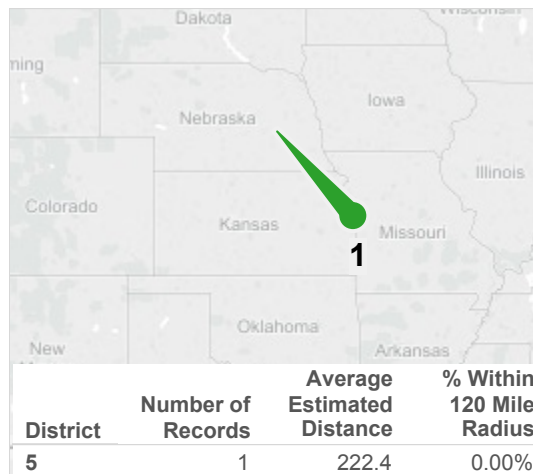 Dakota
Wisconsin
ming
Iowa
Nebraska
Illinois
Colorado
Kansas
Missouri
1
Oklahoma
New
Arkansas
District Number of Records Average Estimated Distance % Within 120 Mile Radius
5 1 222.4 0.00%